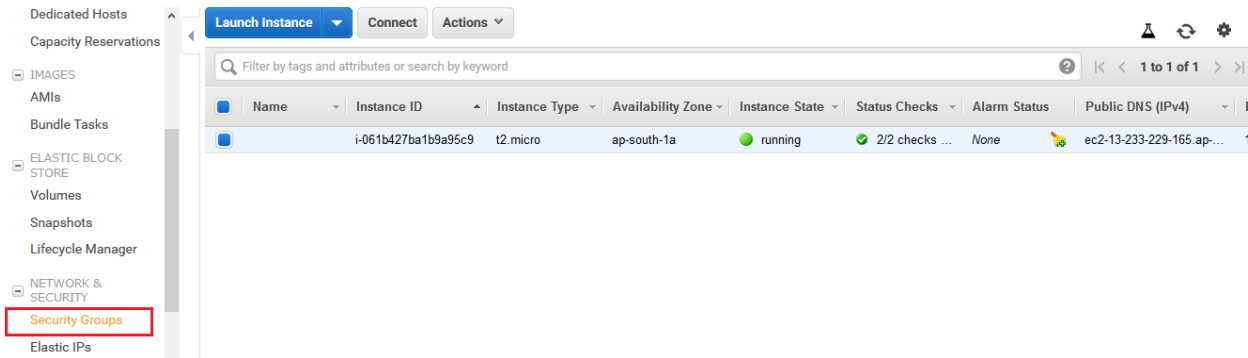 Dedicated Hosts
Capacity Reservations
IMAGES
AMIs
Bundle Tasks
ELASTIC BLOCK
STORE
Volumes
Snapshots
Lifecycle Manager
NETWORK &
SECURITY
Security Groups
Elastic IPs
Launch Instance Connect Actions
Filter by tags and attributes or search by keyword 1 to 1 of 1
Name Instance ID Instance Type Availability Zone Instance State Status Checks Alarm Status Public DNS (IPv4)
i-061b427ba1b9a95c9 t2.micro ap-south-1a running 2/2 checks ... None ec2-13-233-229-165.ap-...